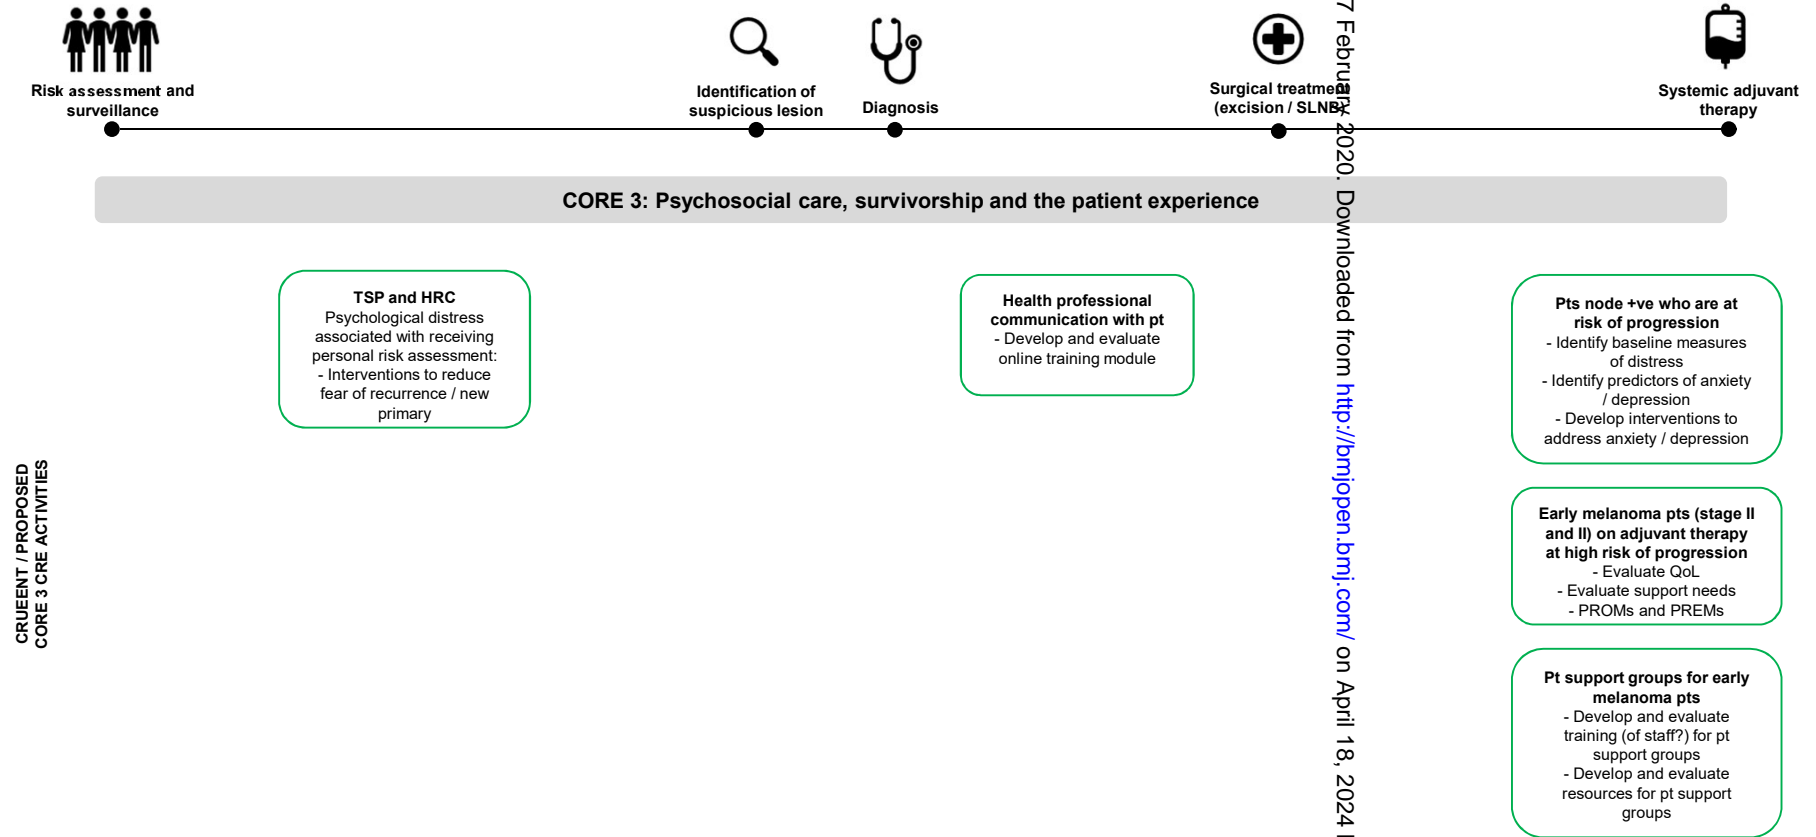 Risk assessment and
surveillance
Identification of
suspicious lesion
Diagnosis
Surgical treatment
(excision / SLNB)
Systemic adjuvant
therapy
CORE 3: Psychosocial care, survivorship and the patient experience
TSP and HRC
Psychological distress
associated with receiving
personal risk assessment:
- Interventions to reduce
fear of recurrence / new
primary
Health professional
communication with pt
- Develop and evaluate
online training module
Pts node +ve who are at
risk of progression
- Identify baseline measures
of distress
- Identify predictors of anxiety
/ depression
- Develop interventions to
address anxiety / depression
Early melanoma pts (stage II
and II) on adjuvant therapy
at high risk of progression
- Evaluate QoL
- Evaluate support needs
- PROMs and PREMs
Pt support groups for early
melanoma pts
- Develop and evaluate
training (of staff?) for pt
support groups
- Develop and evaluate
resources for pt support
groups
CRUEENT / PROPOSED
CORE 3 CRE ACTIVITIES
7 February 2020. Downloaded from http://bmjopen.bmj.com/ on April 18, 2024